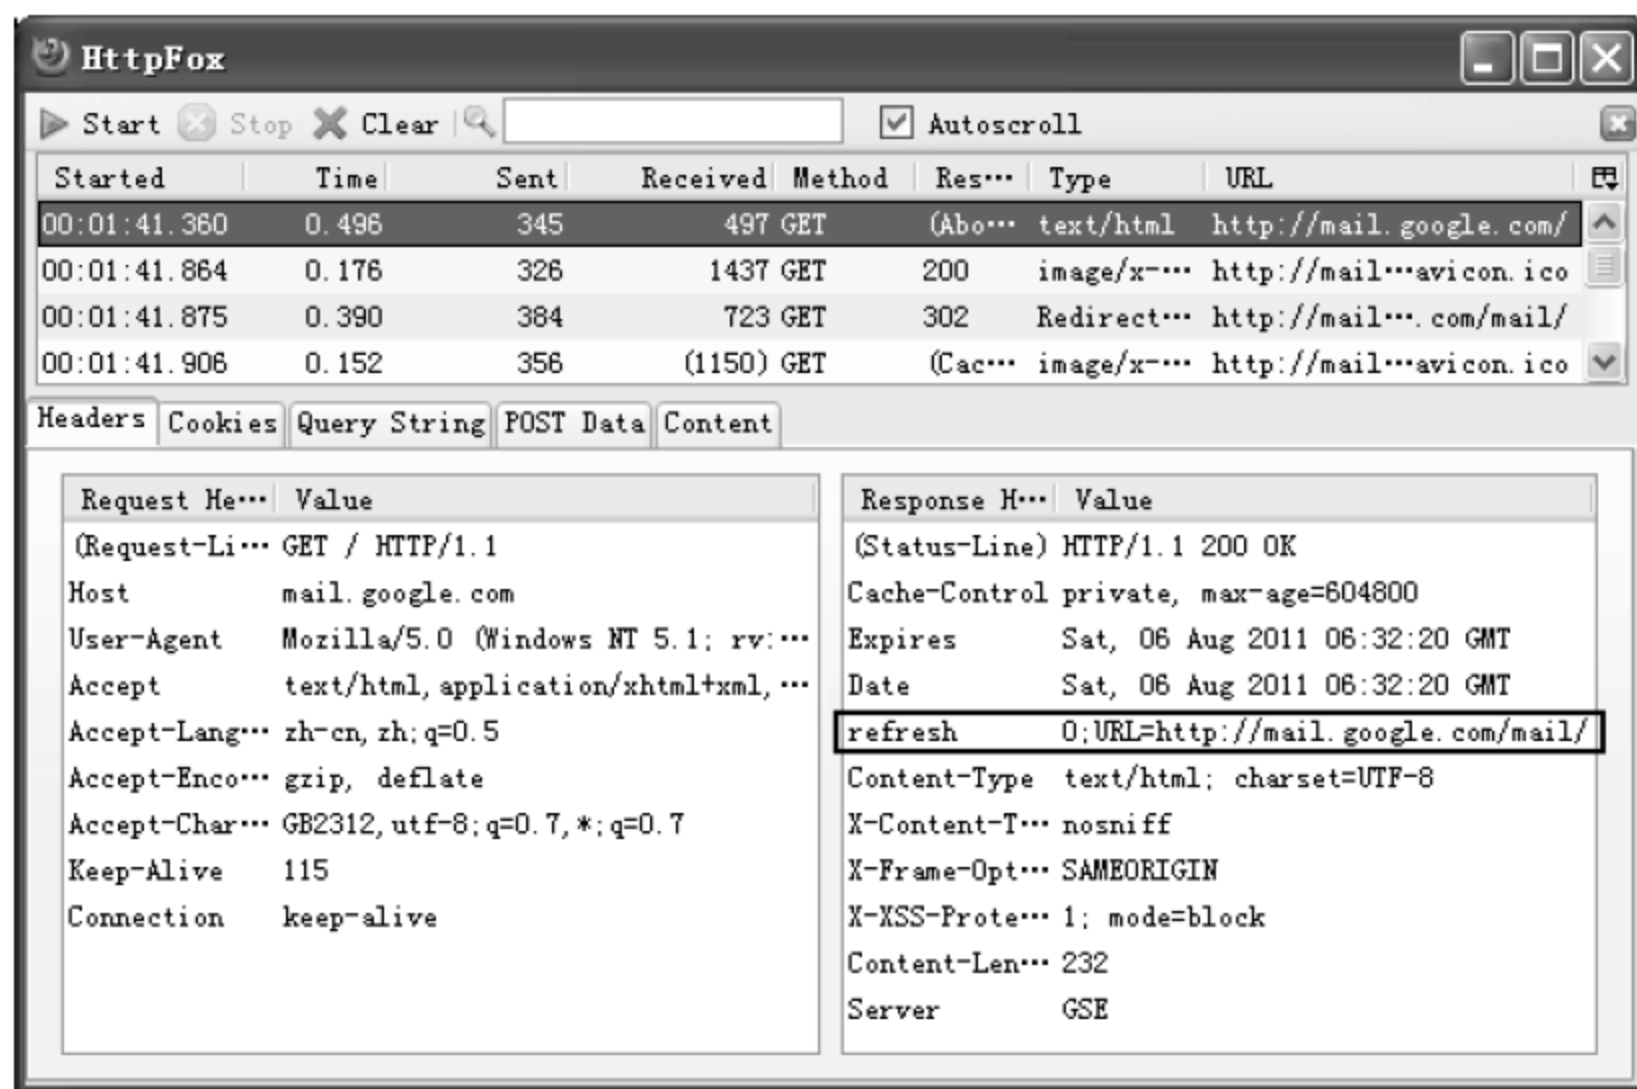 HttpFox
Start Stop Clear Autoscroll
Started Time Sent Received Method Res··· Type URL
00:01:41.360 0.496 345 497 GET (Abo··· text/html http://mail.google.com/
00:01:41.864 0.176 326 1437 GET 200 image/x-··· http://mail···avicon.ico
00:01:41.875 0.390 384 723 GET 302 Redirect··· http://mail···.com/mail/
00:01:41.906 0.152 356 (1150) GET (Cac··· image/x-··· http://mail···avicon.ico
Headers Cookies Query String POST Data Content
Request He··· Value
(Request-Li··· GET / HTTP/1.1
Host mail.google.com
User-Agent Mozilla/5.0 (Windows NT 5.1; rv:···
Accept text/html,application/xhtml+xml,···
Accept-Lang··· zh-cn,zh;q=0.5
Accept-Enco··· gzip, deflate
Accept-Char··· GB2312,utf-8;q=0.7,*;q=0.7
Keep-Alive 115
Connection keep-alive
Response H··· Value
(Status-Line) HTTP/1.1 200 OK
Cache-Control private, max-age=604800
Expires Sat, 06 Aug 2011 06:32:20 GMT
Date Sat, 06 Aug 2011 06:32:20 GMT
refresh 0;URL=http://mail.google.com/mail/
Content-Type text/html; charset=UTF-8
X-Content-T··· nosniff
X-Frame-Opt··· SAMEORIGIN
X-XSS-Prote··· 1; mode=block
Content-Len··· 232
Server GSE